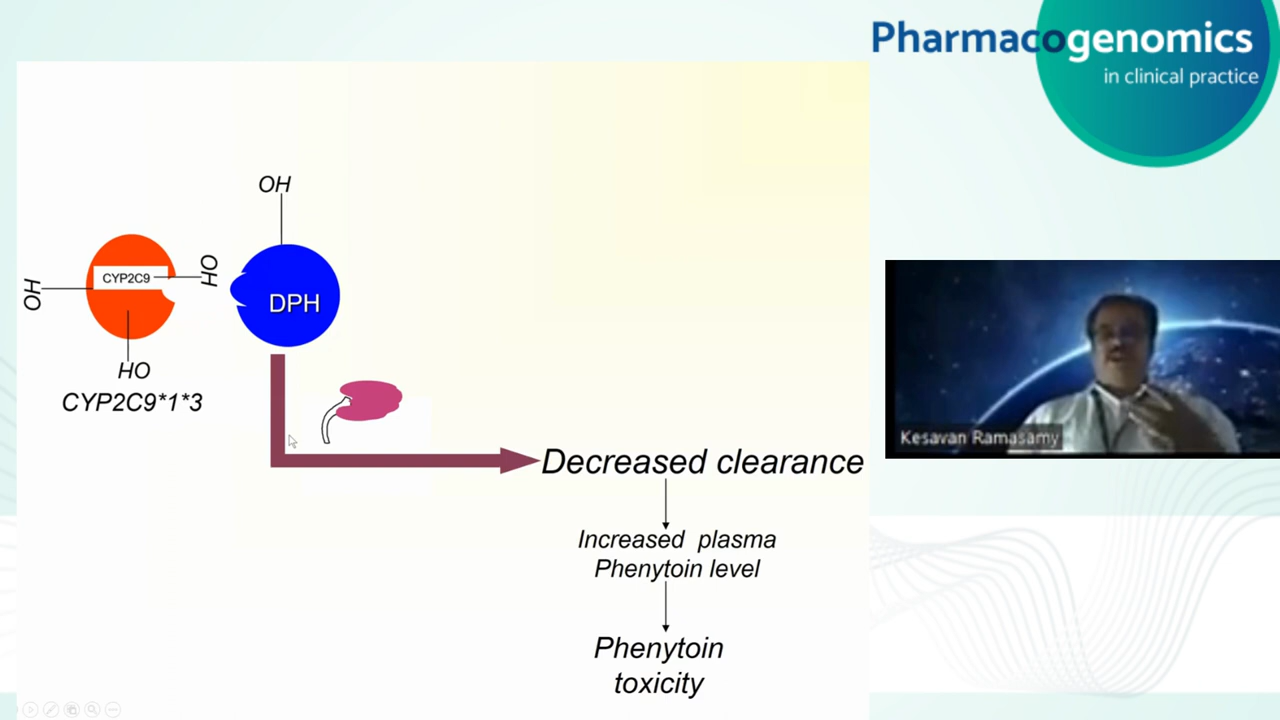 Pharmacogenomics
in clinical practice
OH
CYP2C9
HO
OH
DPH
HO
CYP2C9*1*3
Decreased clearance
Increased plasma
Phenytoin level
Phenytoin
toxicity
Kesavan Ramasamy